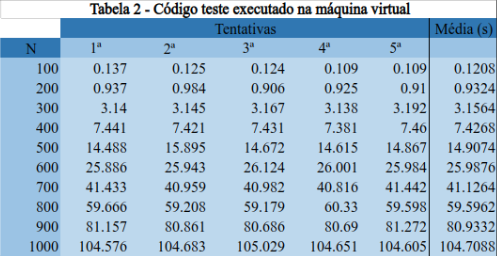 Tabela 2 - Código teste executado na máquina virtual
Tentativas Média (s)
N 1ª 2ª 3ª 4ª 5ª
100 0.137 0.125 0.124 0.109 0.109 0.1208
200 0.937 0.984 0.906 0.925 0.91 0.9324
300 3.14 3.145 3.167 3.138 3.192 3.1564
400 7.441 7.421 7.431 7.381 7.46 7.4268
500 14.488 15.895 14.672 14.615 14.867 14.9074
600 25.886 25.943 26.124 26.001 25.984 25.9876
700 41.433 40.959 40.982 40.816 41.442 41.1264
800 59.666 59.208 59.179 60.33 59.598 59.5962
900 81.157 80.861 80.686 80.69 81.272 80.9332
1000 104.576 104.683 105.029 104.651 104.605 104.7088